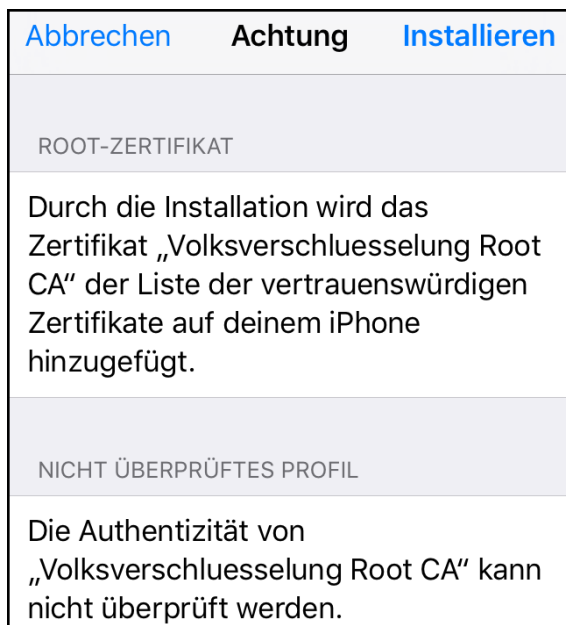 Abbrechen Achtung Installieren
ROOT-ZERTIFIKAT
Durch die Installation wird das
Zertifikat „Volksverschluesselung Root
CA“ der Liste der vertrauenswürdigen
Zertifikate auf deinem iPhone
hinzugefügt.
NICHT ÜBERPRÜFTES PROFIL
Die Authentizität von
„Volksverschluesselung Root CA“ kann
nicht überprüft werden.